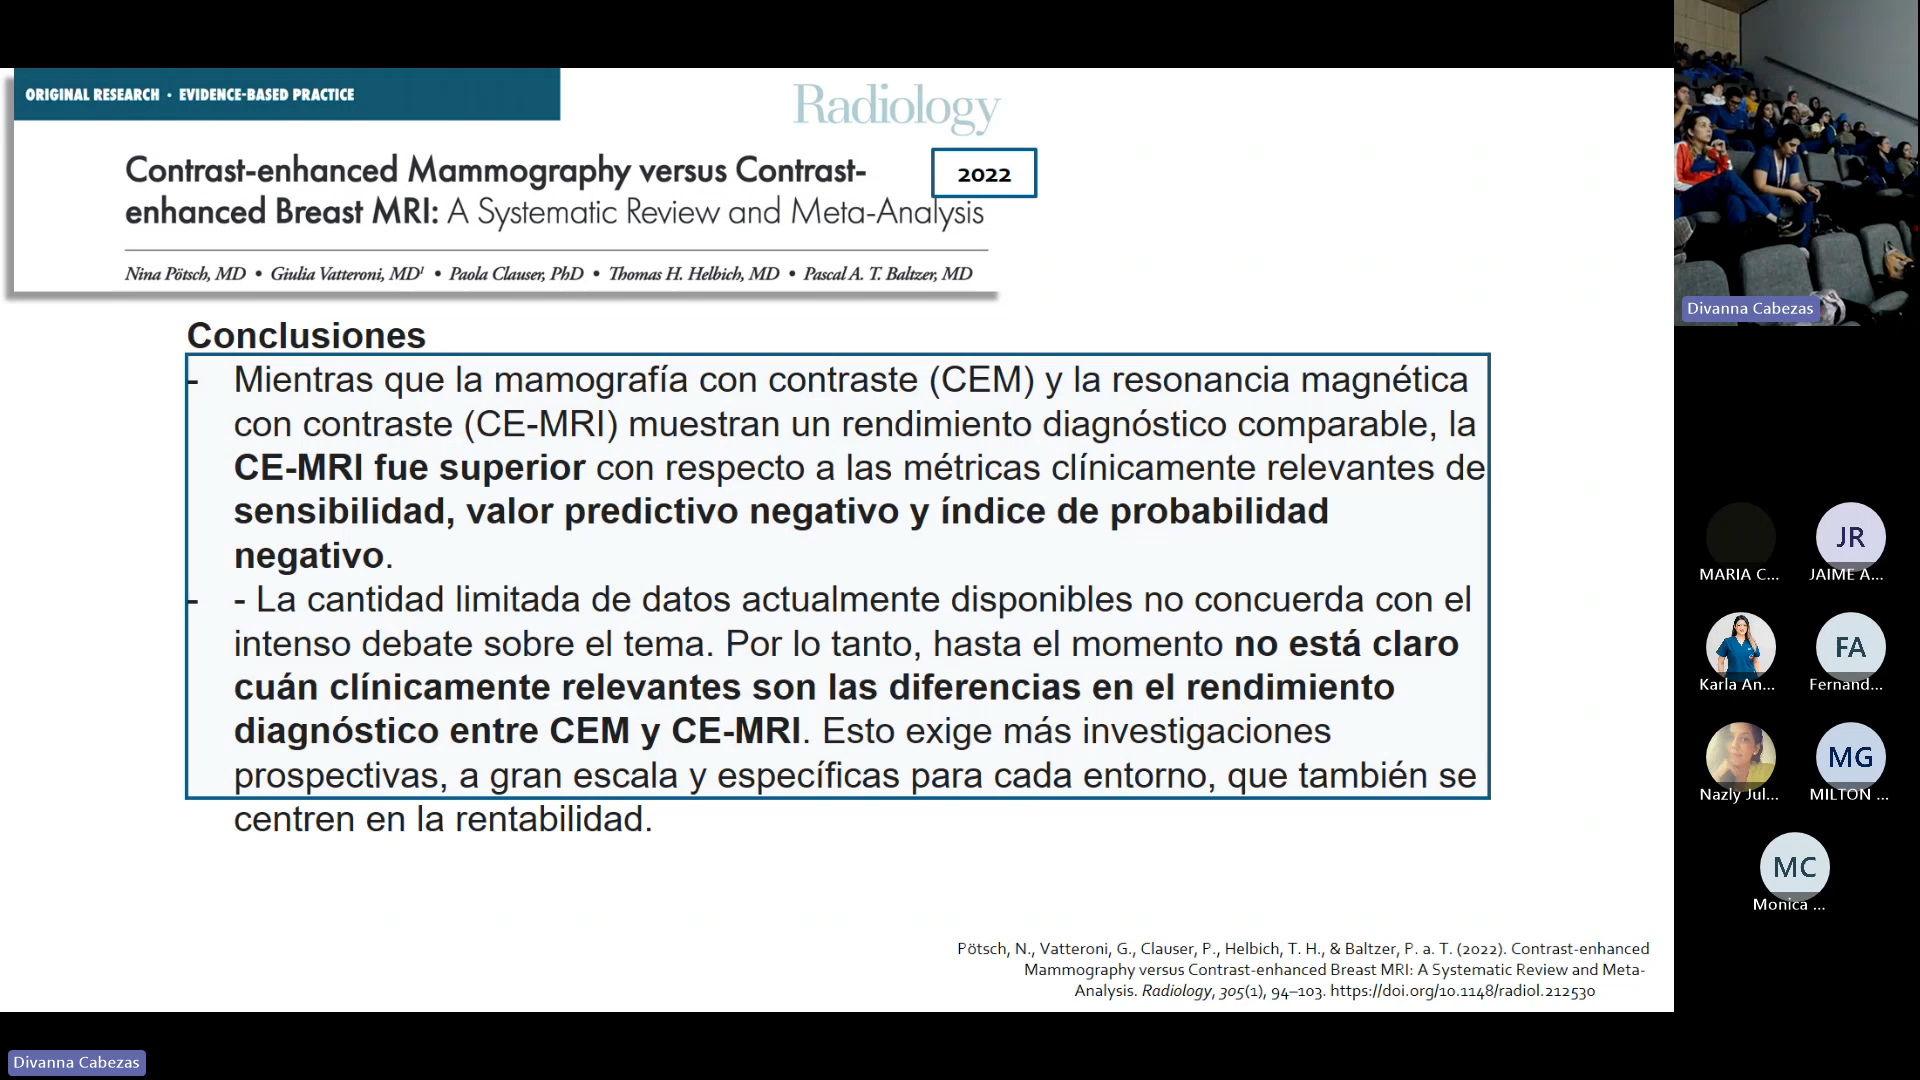 ORIGINAL RESEARCH • EVIDENCE-BASED PRACTICE
Radiology
Contrast-enhanced Mammography versus Contrast-
enhanced Breast MRI: A Systematic Review and Meta-Analysis
2022
Nina Pötsch, MD • Giulia Vatteroni, MD¹ • Paola Clauser, PhD • Thomas H. Helbich, MD • Pascal A. T. Baltzer, MD
Conclusiones
- Mientras que la mamografía con contraste (CEM) y la resonancia magnética
con contraste (CE-MRI) muestran un rendimiento diagnóstico comparable, la
CE-MRI fue superior con respecto a las métricas clínicamente relevantes de
sensibilidad, valor predictivo negativo y índice de probabilidad
negativo.
- - La cantidad limitada de datos actualmente disponibles no concuerda con el
intenso debate sobre el tema. Por lo tanto, hasta el momento no está claro
cuán clínicamente relevantes son las diferencias en el rendimiento
diagnóstico entre CEM y CE-MRI. Esto exige más investigaciones
prospectivas, a gran escala y específicas para cada entorno, que también se
centren en la rentabilidad.
Pötsch, N., Vatteroni, G., Clauser, P., Helbich, T. H., & Baltzer, P. a. T. (2022). Contrast-enhanced
Mammography versus Contrast-enhanced Breast MRI: A Systematic Review and Meta-
Analysis. Radiology, 305(1), 94–103. https://doi.org/10.1148/radiol.212530
Divanna Cabezas
MARIA C...
JR
JAIME A...
Karla An...
FA
Fernand...
Nazly Jul...
MG
MILTON ...
MC
Monica ...
Divanna Cabezas